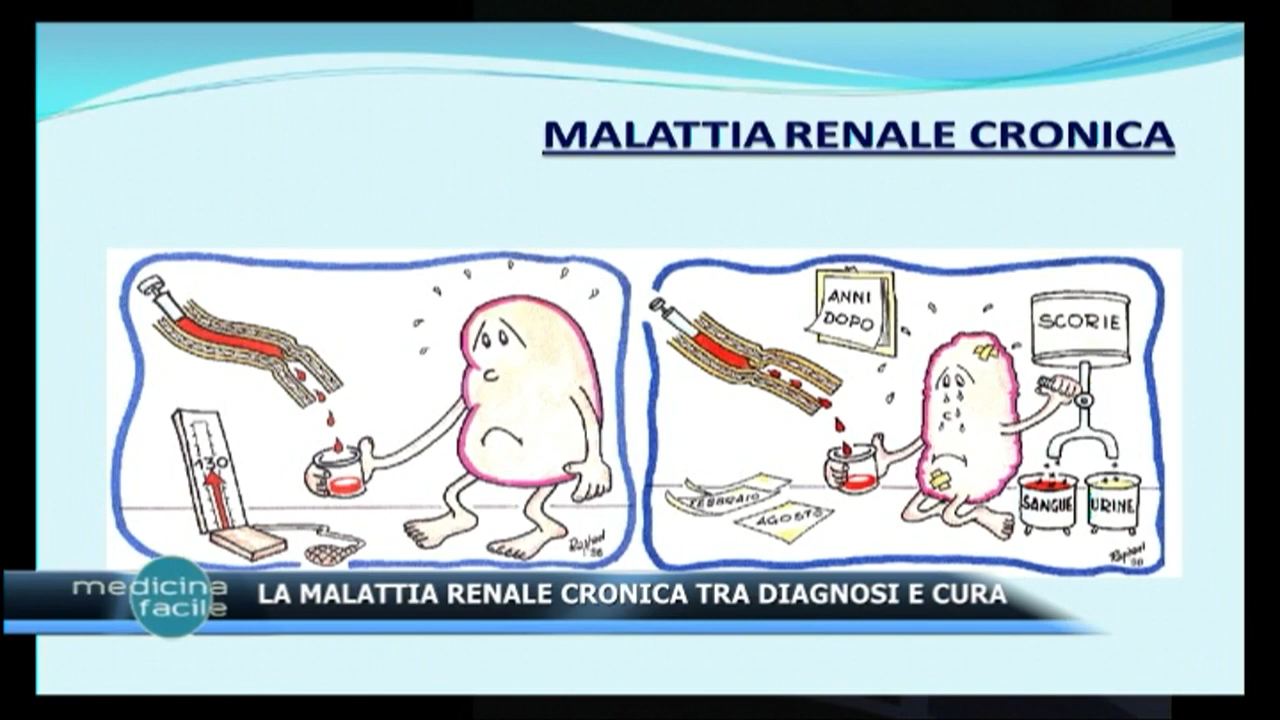 MALATTIA RENALE CRONICA
130
ANNI
DOPO
SCORIE
FEBBRAIO
AGOSTO
SANGUE
URINE
medicina
facile
LA MALATTIA RENALE CRONICA TRA DIAGNOSI E CURA